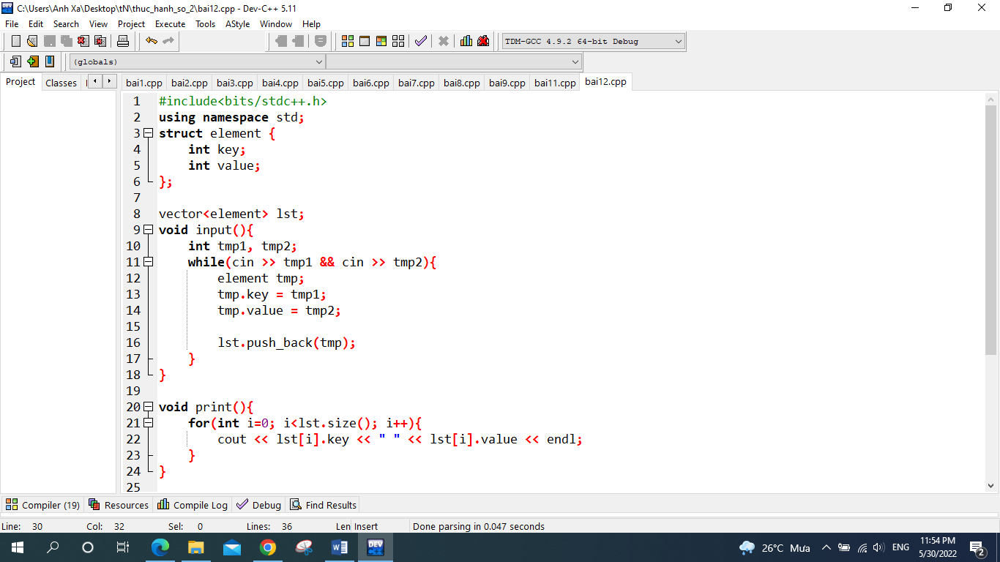 C:\Users\Anh Xa\Desktop\tN\thuc_hanh_so_2\bai12.cpp - Dev-C++ 5.11
File Edit Search View Project Execute Tools AStyle Window Help
TDM-GCC 4.9.2 64-bit Debug
(globals)
Project Classes
bai1.cpp bai2.cpp bai3.cpp bai4.cpp bai5.cpp bai6.cpp bai7.cpp bai8.cpp bai9.cpp bai11.cpp bai12.cpp
1 #include<bits/stdc++.h>
2 using namespace std;
3 struct element {
4     int key;
5     int value;
6 };
7
8 vector<element> lst;
9 void input(){
10     int tmp1, tmp2;
11     while(cin >> tmp1 && cin >> tmp2){
12         element tmp;
13         tmp.key = tmp1;
14         tmp.value = tmp2;
15
16         lst.push_back(tmp);
17     }
18 }
19
20 void print(){
21     for(int i=0; i<lst.size(); i++){
22         cout << lst[i].key << " " << lst[i].value << endl;
23     }
24 }
25
Compiler (19) Resources Compile Log Debug Find Results
Line: 30 Col: 32 Sel: 0 Lines: 36 Len Insert Done parsing in 0.047 seconds
DEV
26°C Mưa ENG 11:54 PM
5/30/2022 2